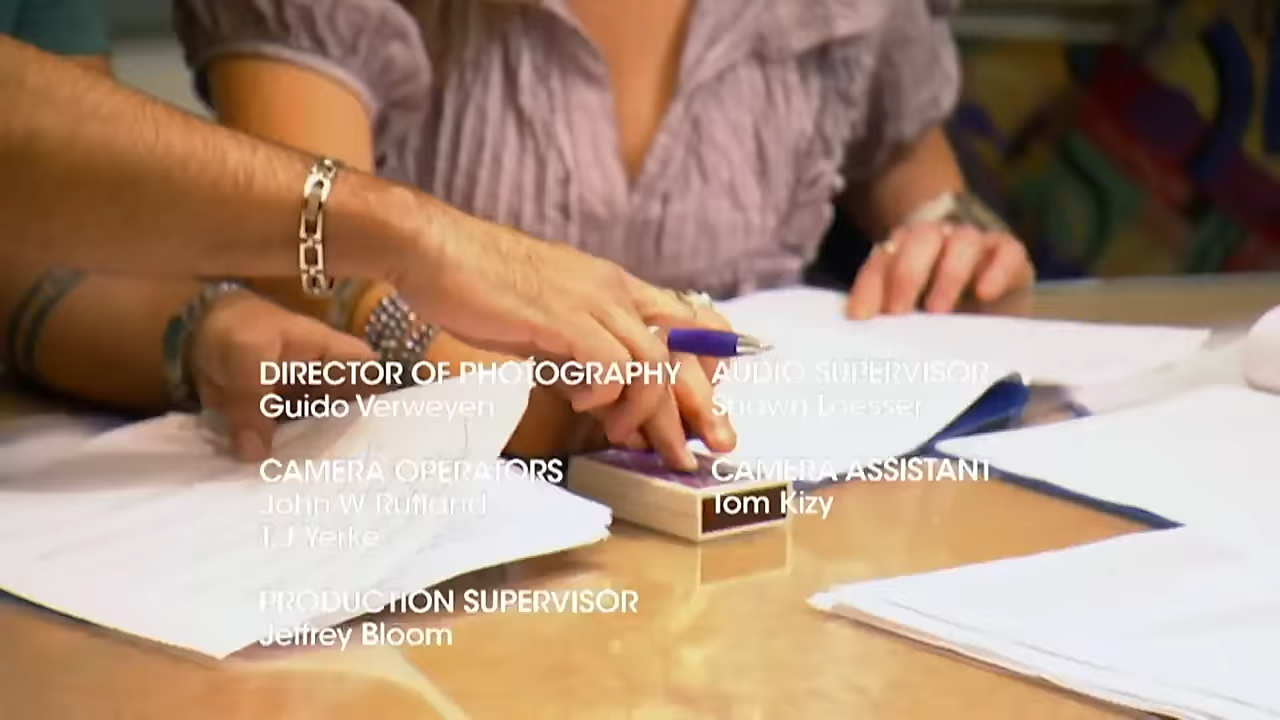 DIRECTOR OF PHOTOGRAPHY
Guido Verweyen
CAMERA OPERATORS
John W Rutland
T.J Yerke
PRODUCTION SUPERVISOR
Jeffrey Bloom
AUDIO SUPERVISOR
Shawn Loesser
CAMERA ASSISTANT
Tom Kizy